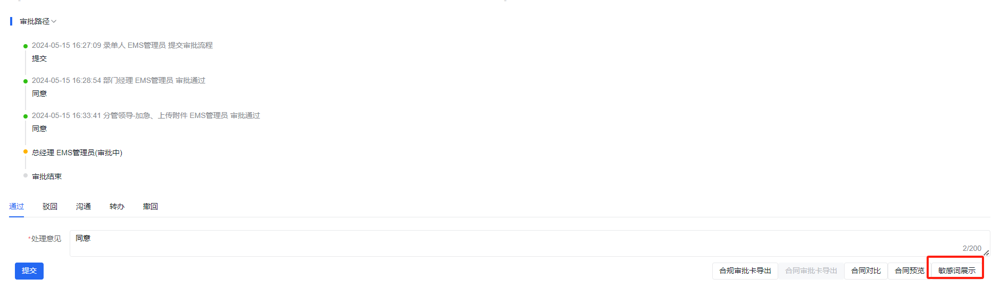 审批路径
2024-05-15 16:27:09 录单人 EMS管理员 提交审批流程
提交
2024-05-15 16:28:54 部门经理 EMS管理员 审批通过
同意
2024-05-15 16:33:41 分管领导-加急、上传附件 EMS管理员 审批通过
同意
总经理 EMS管理员(审批中)
审批结束
通过 驳回 沟通 转办 撤回
*处理意见 同意
2/200
提交 合规审批卡导出 合同审批卡导出 合同对比 合同预览 敏感词展示